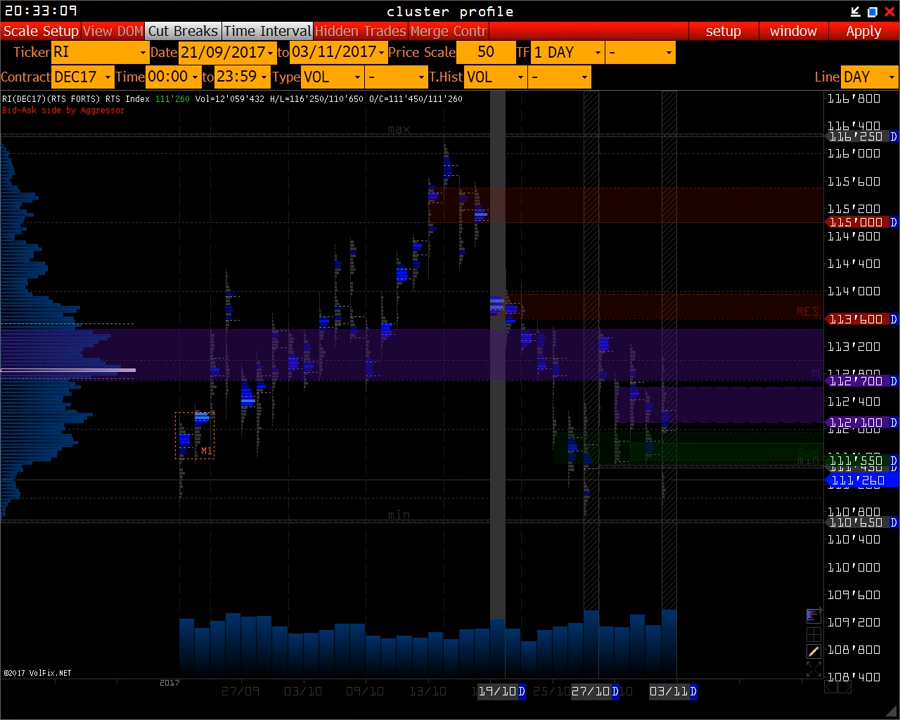 20:33:09 cluster profile
Scale Setup View DOM Cut Breaks Time Interval Hidden Trades Merge Contr setup window Apply
Ticker RI Date 21/09/2017 to 03/11/2017 Price Scale 50 TF 1 DAY -
Contract DEC17 Time 00:00 to 23:59 Type VOL - T.Hist VOL - Line DAY
RI(DEC17)(RTS FORTS) RTS Index 111'260 Vol=12'059'432 H/L=116'250/110'650 O/C=111'450/111'260
Bid-Ask side by Aggressor
116'800
116'400
max
116'250 D
116'000
115'600
115'200
115'000 D
114'800
114'400
114'000
RES
113'600 D
113'200
112'700 D
112'400
112'100 D
M1
111'550 D
111'260
110'800
min
110'650 D
110'400
110'000
109'600
109'200
108'800
©2017 VolFix.NET
108'400
2017
27/09 03/10 09/10 13/10 19/10 D 25/10 27/10 D 03/11 D